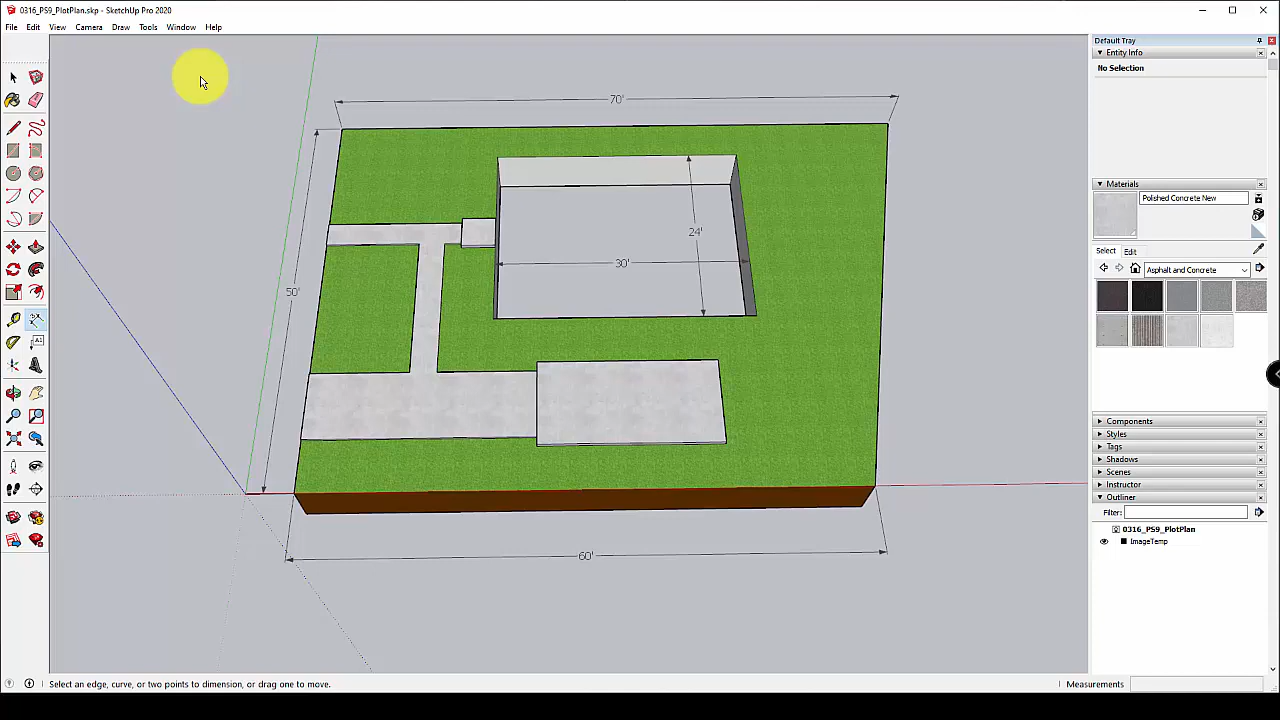 0316_PS9_PlotPlan.skp - SketchUp Pro 2020
File Edit View Camera Draw Tools Window Help
Default Tray
Entity Info
No Selection
Materials
Polished Concrete New
Select Edit
Asphalt and Concrete
Components
Styles
Tags
Shadows
Scenes
Instructor
Outliner
Filter:
0316_PS9_PlotPlan
ImageTemp
70'
24'
30'
50'
60'
A1
Select an edge, curve, or two points to dimension, or drag one to move.
Measurements